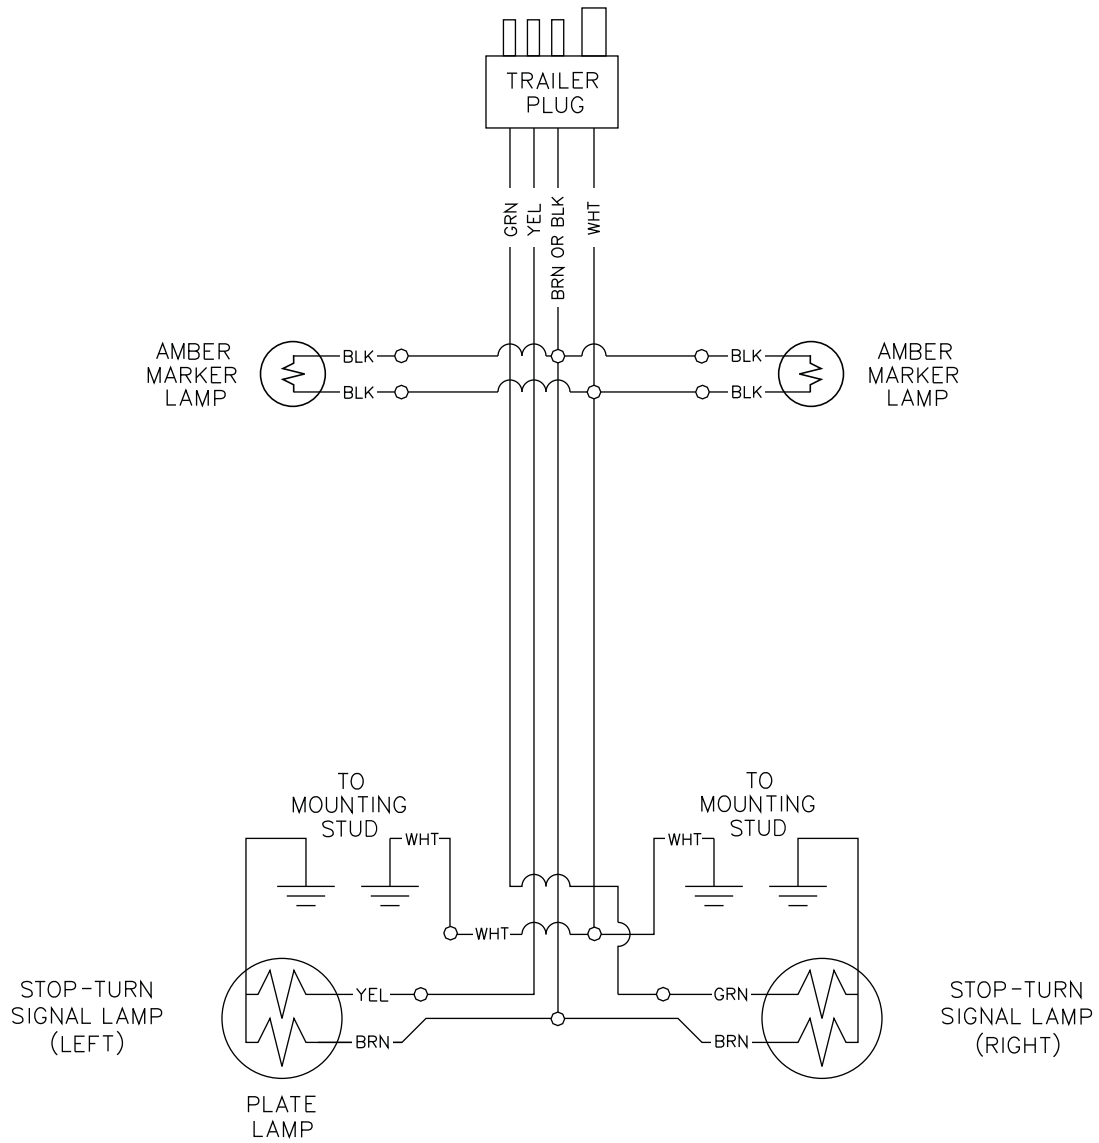 TRAILER
PLUG
GRN
YEL
BRN OR BLK
WHT
AMBER
MARKER
LAMP
BLK
BLK
BLK
BLK
AMBER
MARKER
LAMP
TO
MOUNTING
STUD
WHT
TO
MOUNTING
STUD
WHT
WHT
STOP-TURN
SIGNAL LAMP
(LEFT)
YEL
BRN
GRN
BRN
STOP-TURN
SIGNAL LAMP
(RIGHT)
PLATE
LAMP